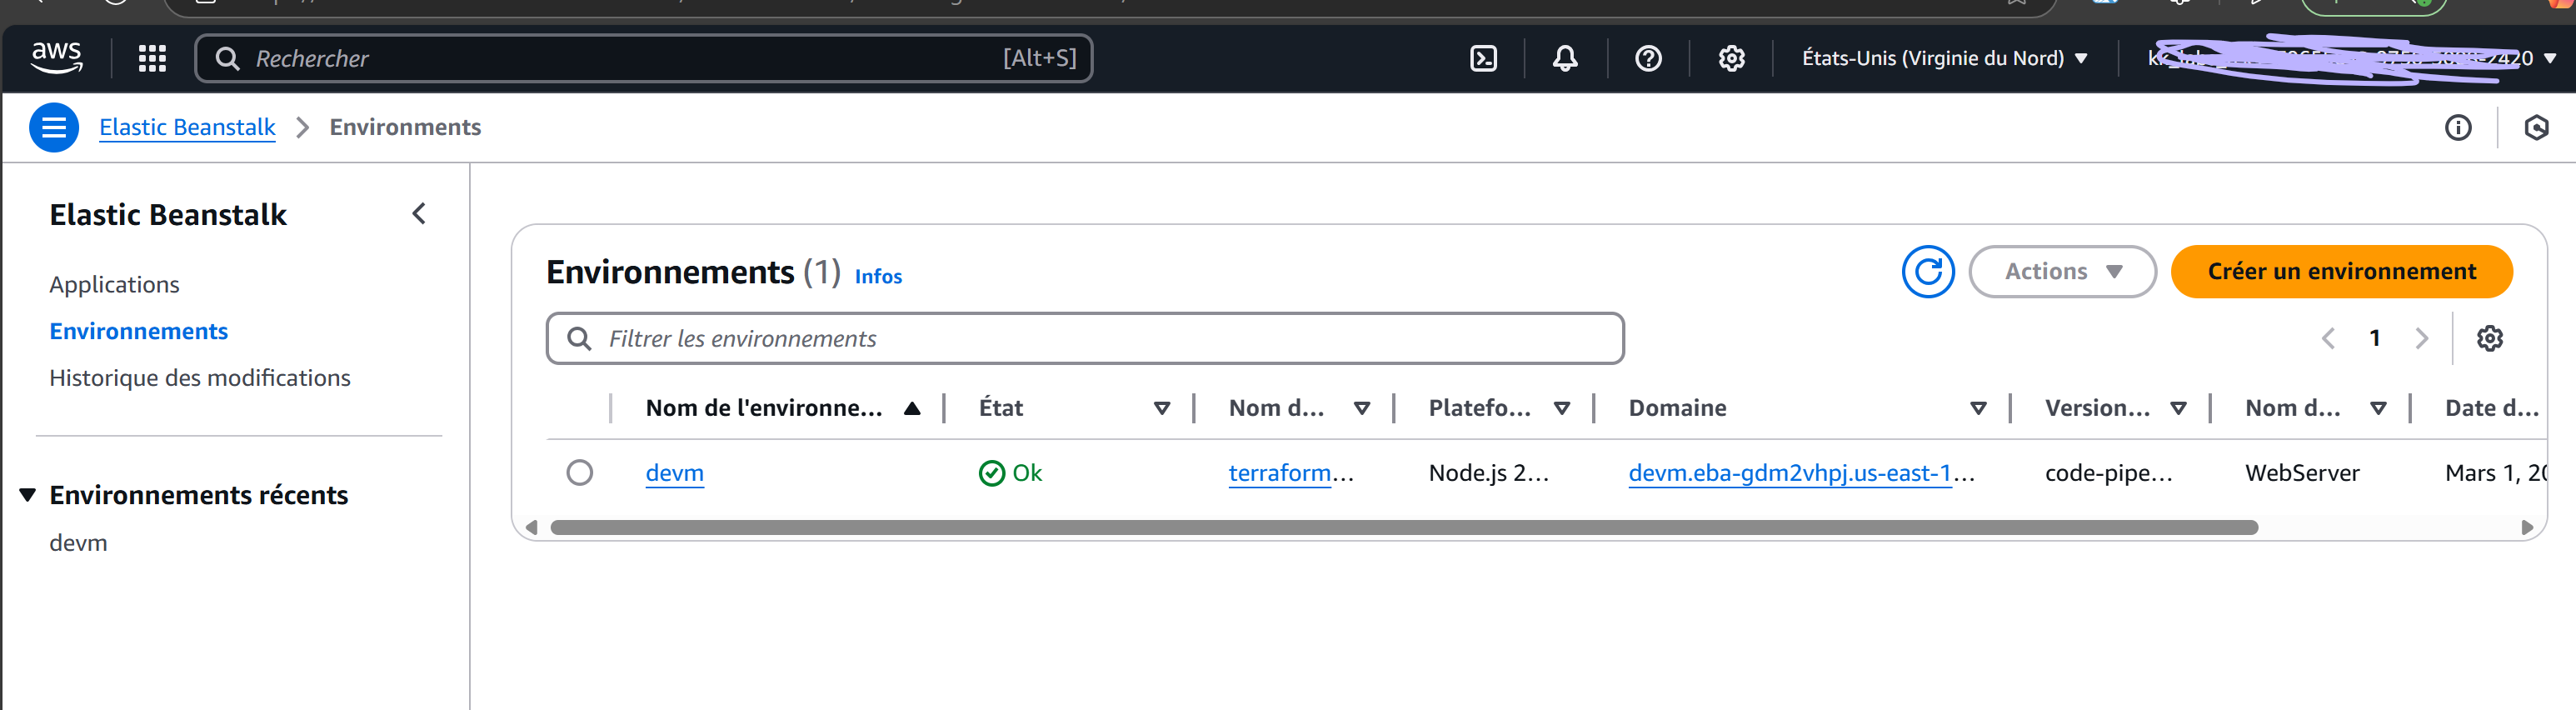 aws
Rechercher
[Alt+S]
États-Unis (Virginie du Nord)
2420
Elastic Beanstalk
Environments
Elastic Beanstalk
Applications
Environnements
Historique des modifications
Environnements récents
devm
Environnements (1) Infos
Actions
Créer un environnement
Filtrer les environnements
1
Nom de l'environne... État Nom d... Platefo... Domaine Version... Nom d... Date d...
devm Ok terraform... Node.js 2... devm.eba-gdm2vhpj.us-east-1... code-pipe... WebServer Mars 1, 20